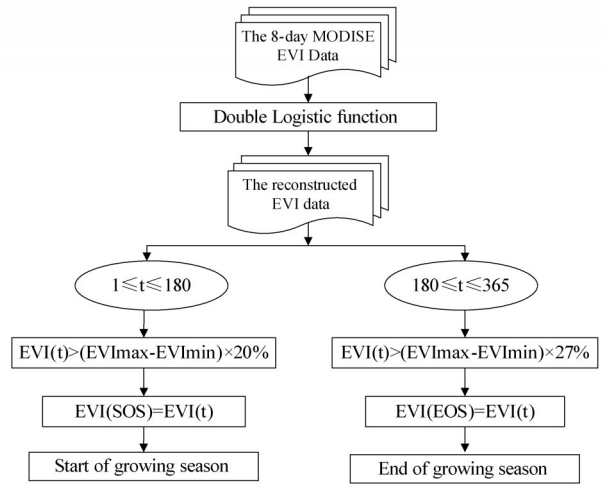 The 8-day MODISE
EVI Data
Double Logistic function
The reconstructed
EVI data
1≤t≤180
180≤t≤365
EVI(t)>(EVImax-EVImin)×20%
EVI(t)>(EVImax-EVImin)×27%
EVI(SOS)=EVI(t)
EVI(EOS)=EVI(t)
Start of growing season
End of growing season